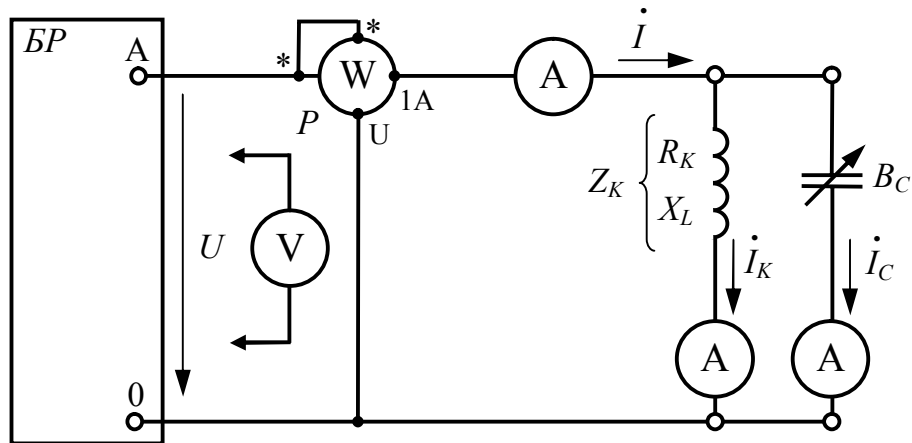 БР
A
* *
W
1A
P
U
A
İ
Z_K
R_K
X_L
B_C
U
V
İ_K
İ_C
A
A
0